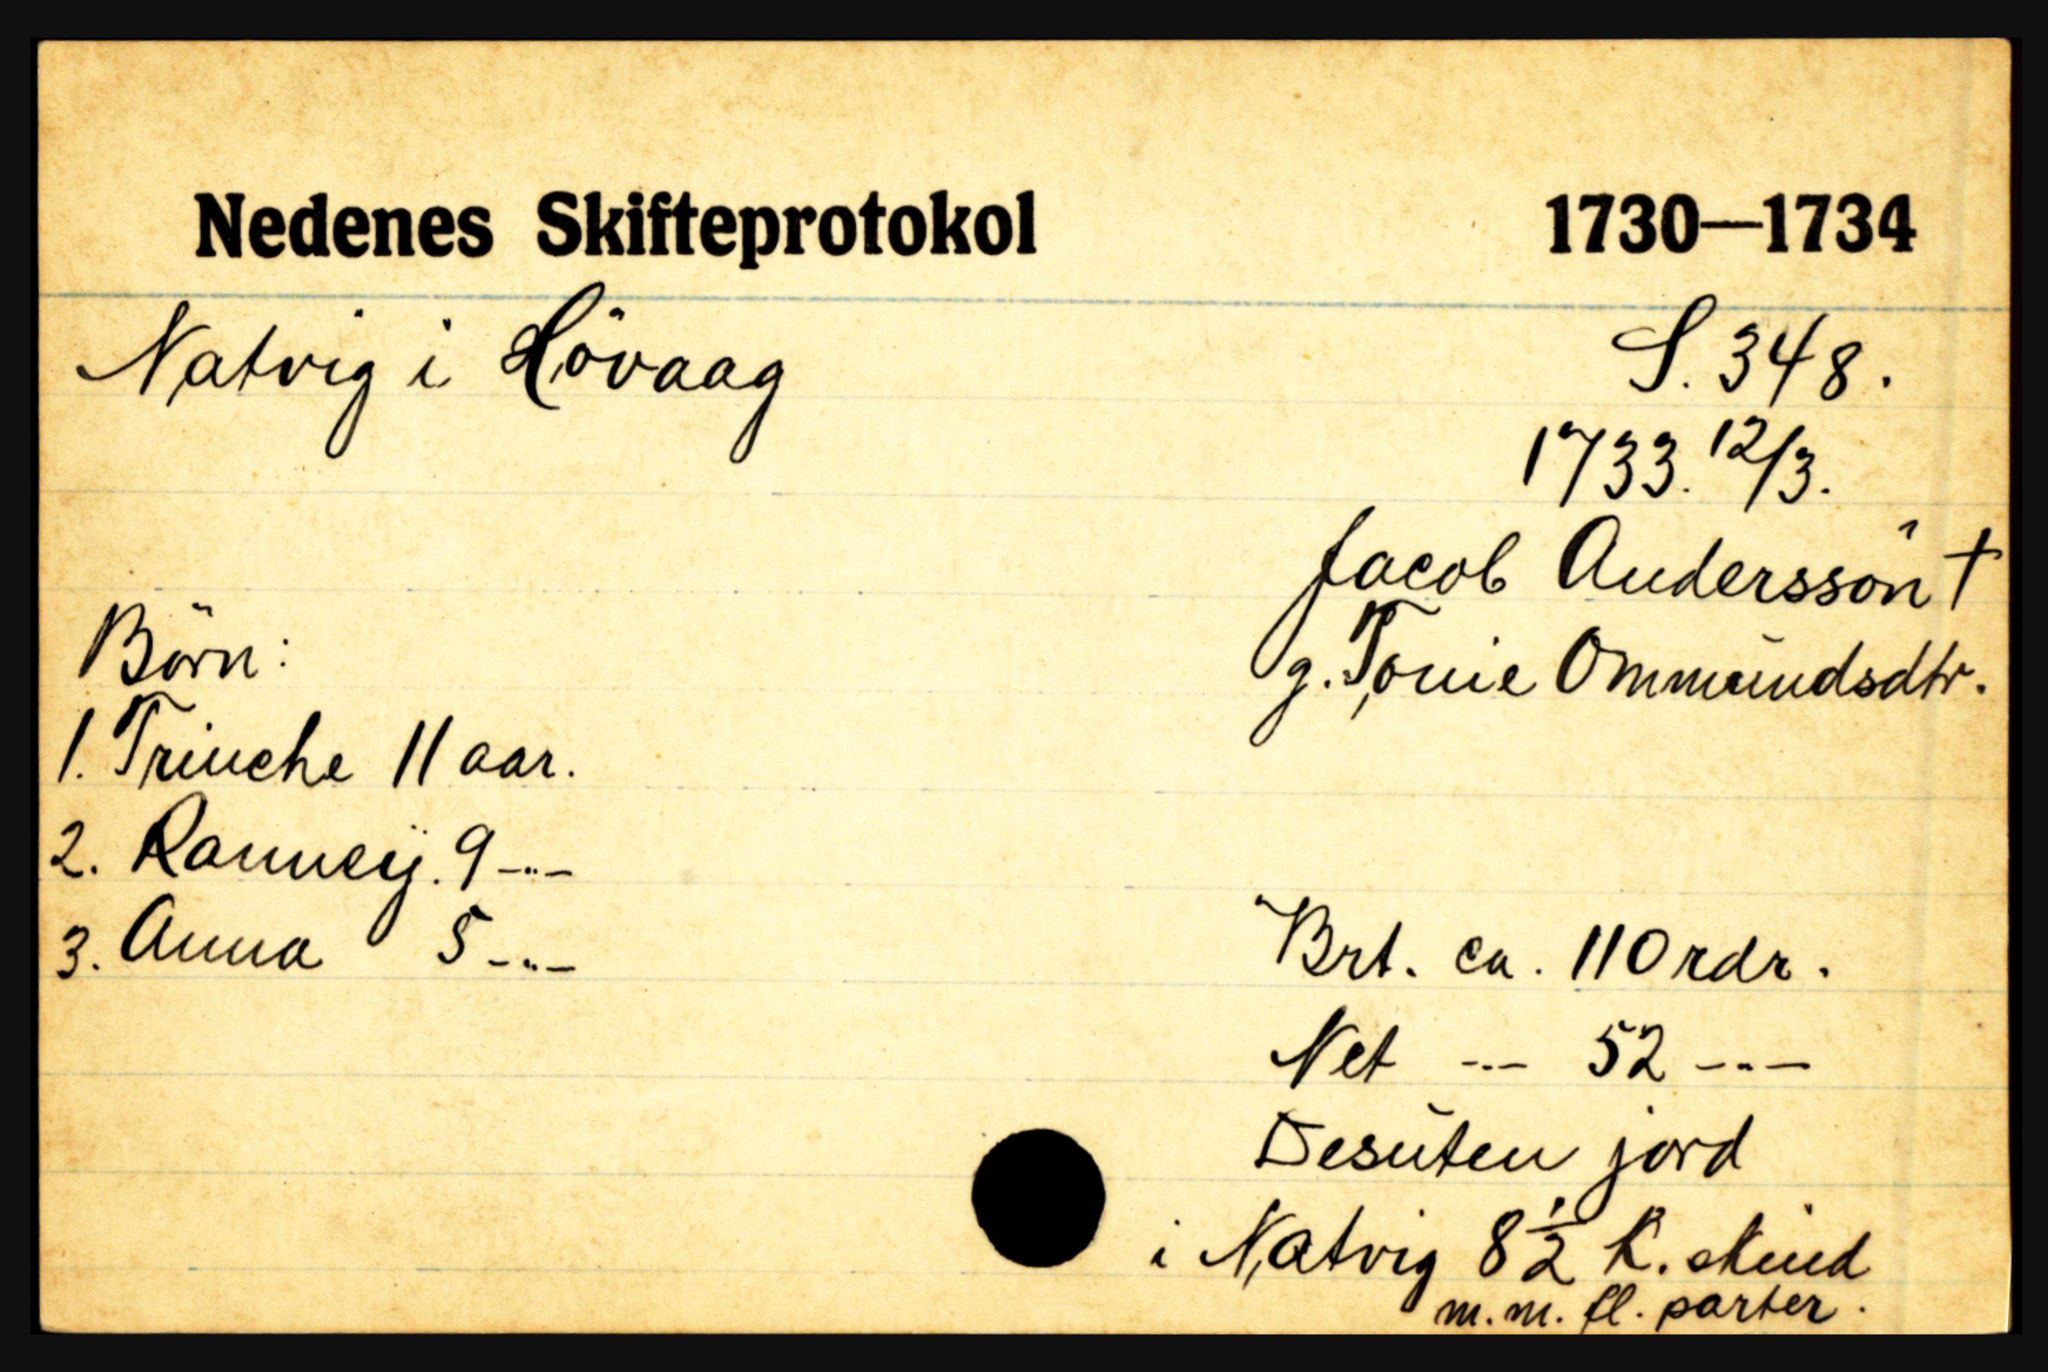 Nedenes Skifteprotokol 1730—1734
Natvig i Hövaag S. 348.
1733. 12/3.
Jacob Anderssön †
g. Tonie Ommundsdtr.
Börn:
1. Trinche 11 aar.
2. Ranneij. 9 -"-
3. Anna 5 -"-
Brt. ca. 110 rdr.
Net -"- 52 -"-
Desuten jord
i Natvig 8 1/2 K. skind
m.m. fl. parter.